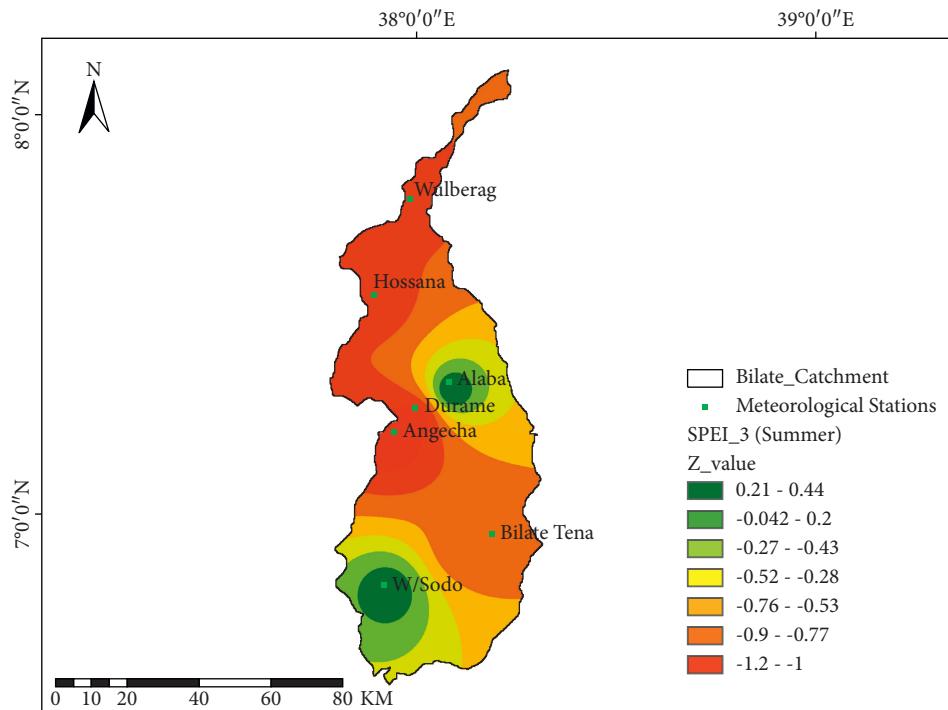 38°0′0″E
39°0′0″E
N
8°0′0″N
Wulberag
Hossana
Alaba
Durame
Angecha
7°0′0″N
Bilate Tena
W/Sodo
Bilate_Catchment
Meteorological Stations
SPEI_3 (Summer)
Z_value
0.21 - 0.44
-0.042 - 0.2
-0.27 - -0.43
-0.52 - -0.28
-0.76 - -0.53
-0.9 - -0.77
-1.2 - -1
0 10 20 40 60 80 KM